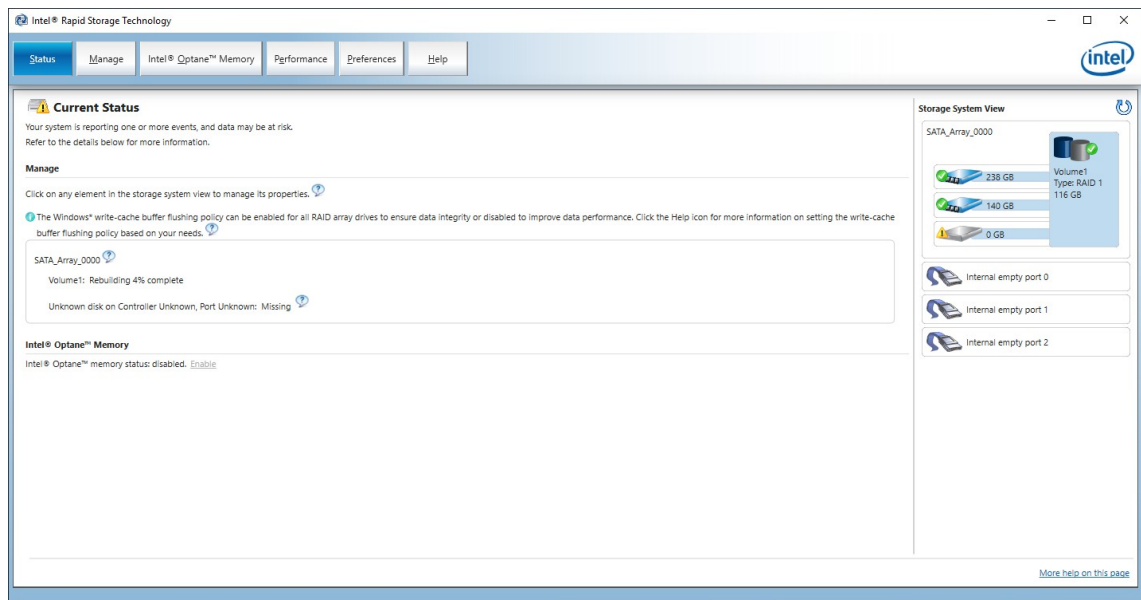 Intel® Rapid Storage Technology
Status Manage Intel® Optane™ Memory Performance Preferences Help
intel
Current Status
Your system is reporting one or more events, and data may be at risk.
Refer to the details below for more information.
Manage
Click on any element in the storage system view to manage its properties.
The Windows* write-cache buffer flushing policy can be enabled for all RAID array drives to ensure data integrity or disabled to improve data performance. Click the Help icon for more information on setting the write-cache
buffer flushing policy based on your needs.
SATA_Array_0000
Volume1: Rebuilding 4% complete
Unknown disk on Controller Unknown, Port Unknown: Missing
Intel® Optane™ Memory
Intel® Optane™ memory status: disabled. Enable
Storage System View
SATA_Array_0000
238 GB
140 GB
0 GB
Volume1
Type: RAID 1
116 GB
Internal empty port 0
Internal empty port 1
Internal empty port 2
More help on this page